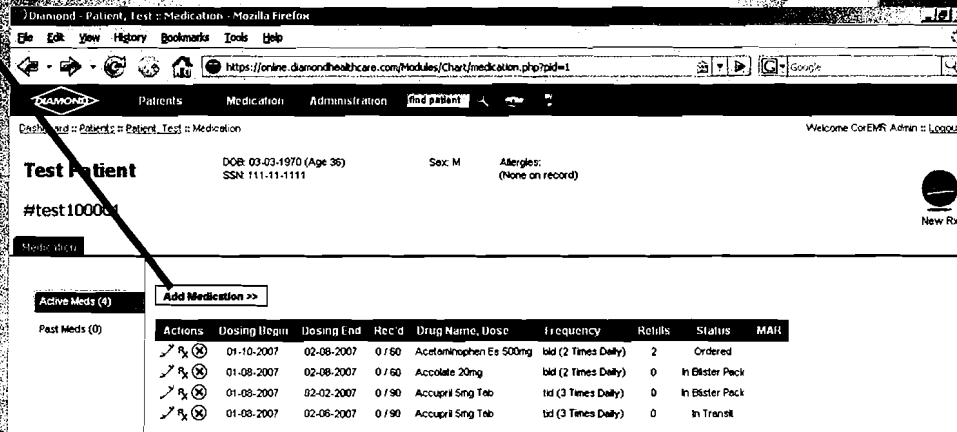 Diamond - Patient, Test :: Medication - Mozilla Firefox
File Edit View History Bookmarks Tools Help
https://online.diamondhealthcare.com/Modules/Chart/medication.php?pid=1
Google
DIAMOND Patients Medication Administration find patient
Dashboard :: Patients :: Patient, Test :: Medication Welcome CorEMR Admin :: Logout
Test Patient DOB: 03-03-1970 (Age 36) Sex: M Allergies:
SSN: 111-11-1111 (None on record)
#test100001
New Rx
Medication
Active Meds (4) Add Medication >>
Past Meds (0)
Actions Dosing Begin Dosing End Rec'd Drug Name, Dose Frequency Refills Status MAR
Rx 01-10-2007 02-08-2007 0 / 60 Acetaminophen Es 500mg bid (2 Times Daily) 2 Ordered
Rx 01-08-2007 02-08-2007 0 / 60 Accolate 20mg bid (2 Times Daily) 0 In Blister Pack
Rx 01-08-2007 02-02-2007 0 / 90 Accupril 5mg Tab tid (3 Times Daily) 0 In Blister Pack
Rx 01-08-2007 02-06-2007 0 / 90 Accupril 5mg Tab tid (3 Times Daily) 0 In Transit